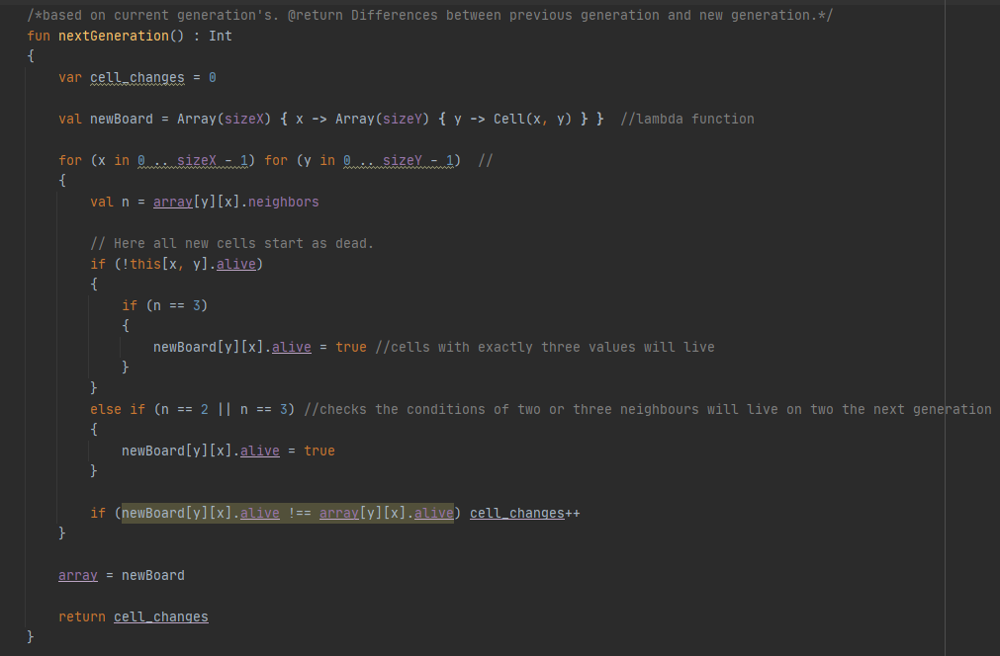 /*based on current generation's. @return Differences between previous generation and new generation.*/
fun nextGeneration() : Int
{
    var cell_changes = 0

    val newBoard = Array(sizeX) { x -> Array(sizeY) { y -> Cell(x, y) } }  //lambda function

    for (x in 0 .. sizeX - 1) for (y in 0 .. sizeY - 1)  //
    {
        val n = array[y][x].neighbors

        // Here all new cells start as dead.
        if (!this[x, y].alive)
        {
            if (n == 3)
            {
                newBoard[y][x].alive = true //cells with exactly three values will live
            }
        }
        else if (n == 2 || n == 3) //checks the conditions of two or three neighbours will live on two the next generation
        {
            newBoard[y][x].alive = true
        }

        if (newBoard[y][x].alive !== array[y][x].alive) cell_changes++
    }

    array = newBoard

    return cell_changes
}